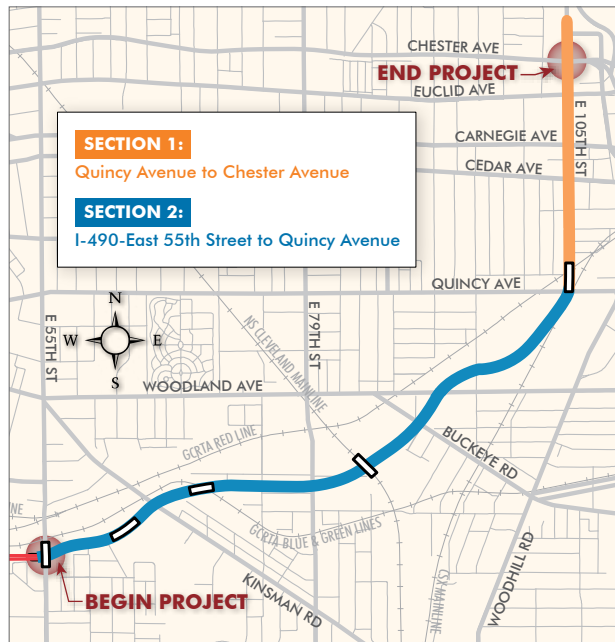 CHESTER AVE
END PROJECT
EUCLID AVE
E 105TH ST
SECTION 1:
Quincy Avenue to Chester Avenue
CARNEGIE AVE
CEDAR AVE
SECTION 2:
I-490-East 55th Street to Quincy Avenue
QUINCY AVE
N
W E
S
E 55TH ST
E 79TH ST
NS CLEVELAND MAINLINE
WOODLAND AVE
GCRTA RED LINE
BUCKEYE RD
GCRTA BLUE & GREEN LINES
CSX MAINLINE
WOODHILL RD
KINSMAN RD
BEGIN PROJECT